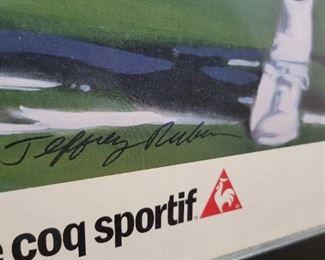 Jeffrey Rubin
e coq sportif